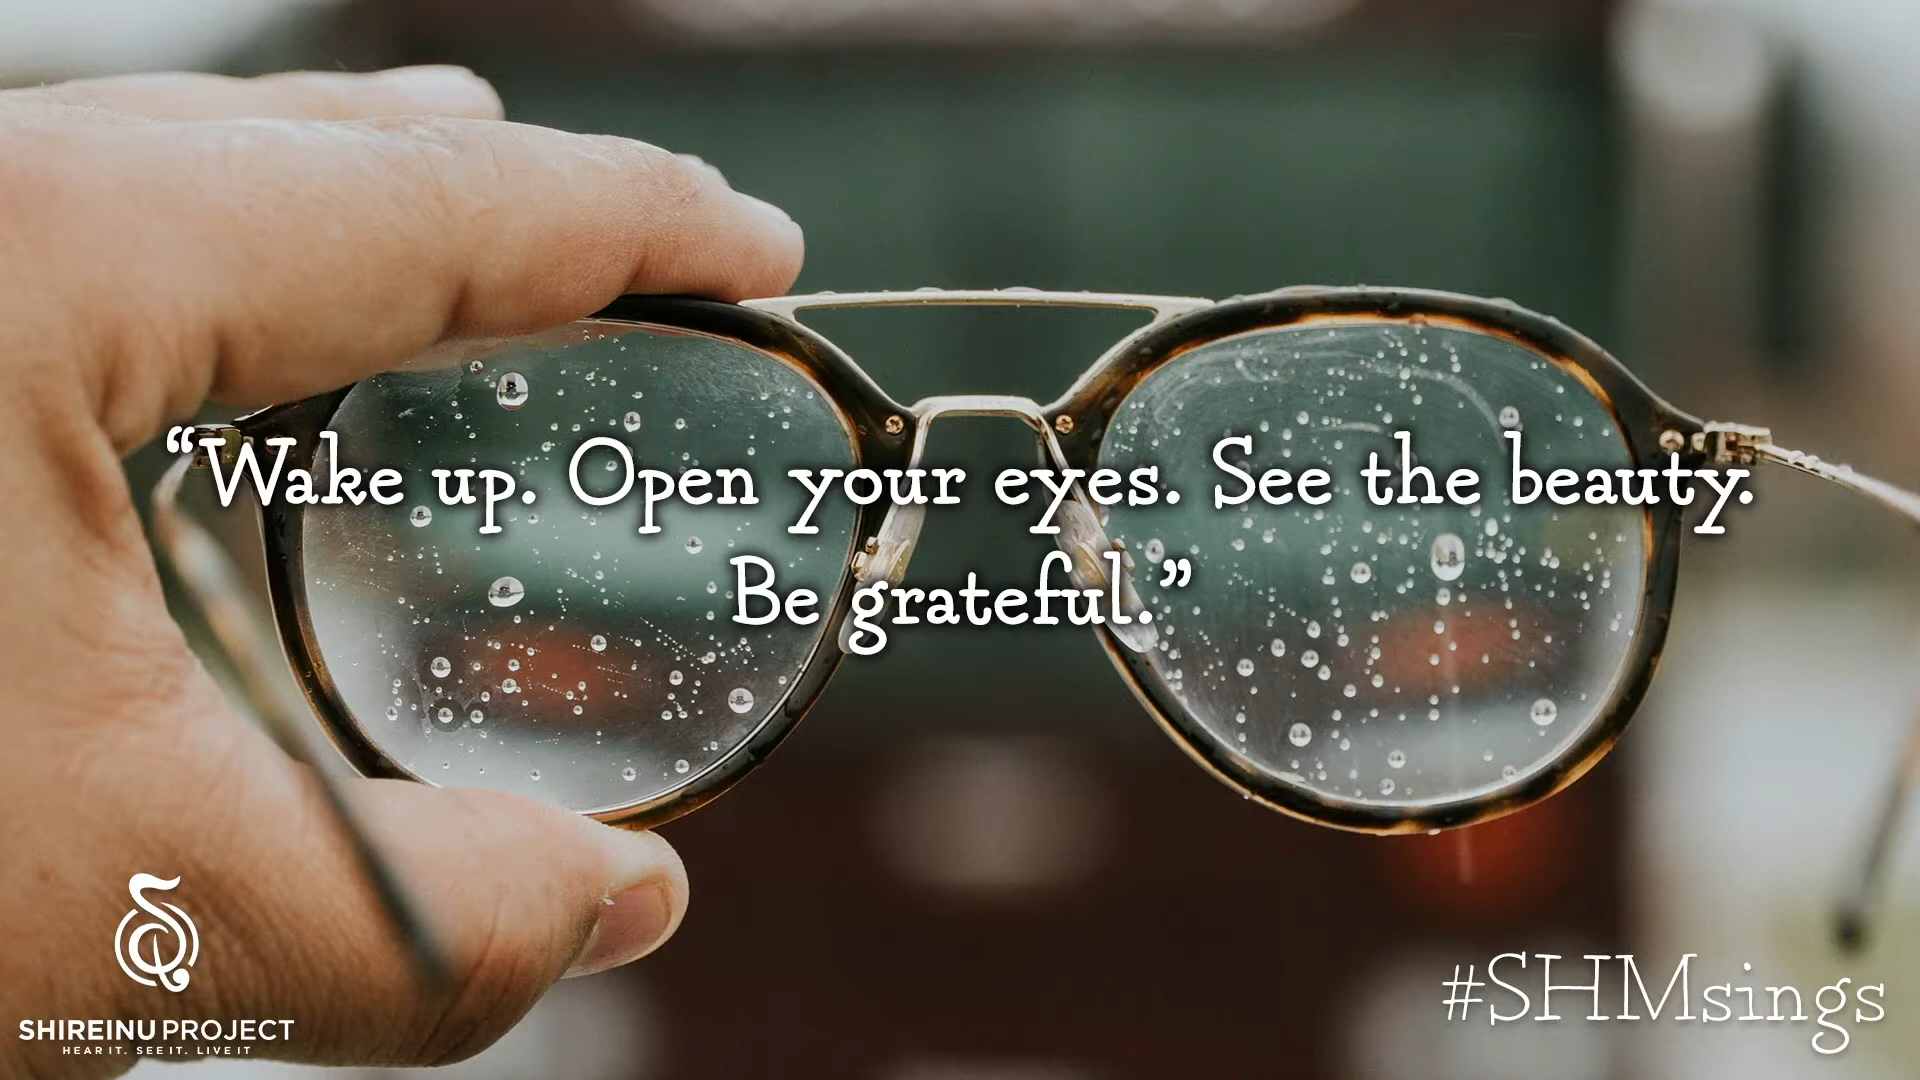 “Wake up. Open your eyes. See the beauty.
Be grateful.”
SHIREINU PROJECT
HEAR IT. SEE IT. LIVE IT
#SHMsings